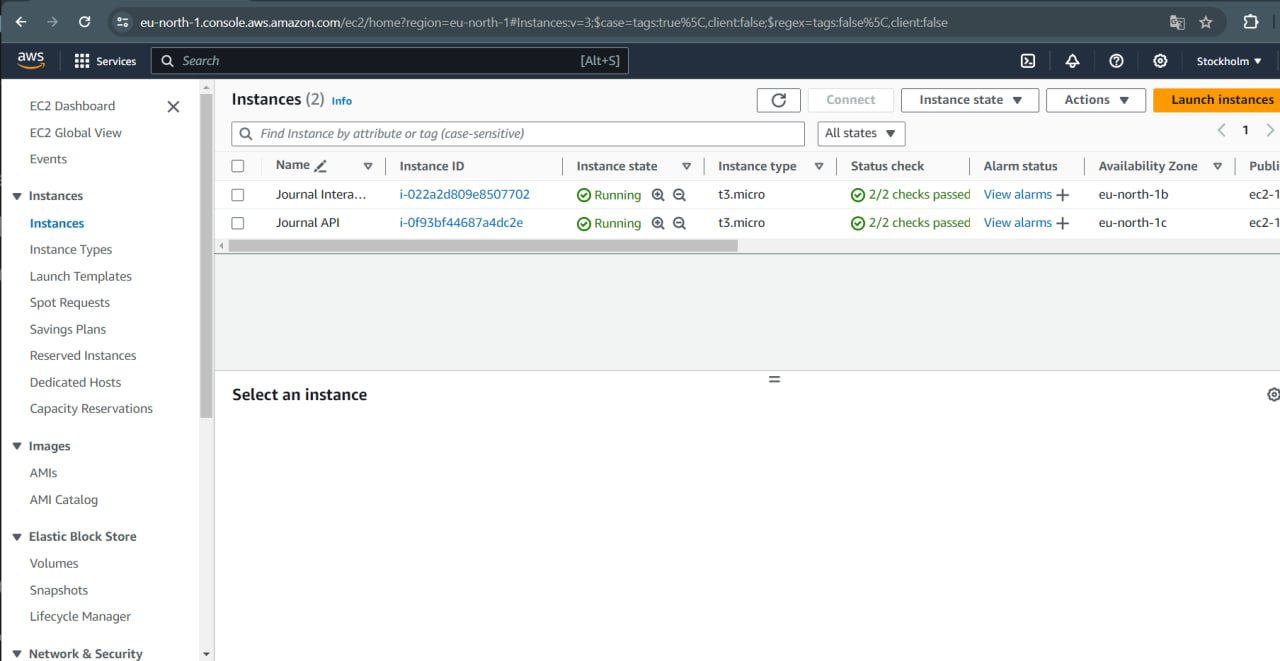 eu-north-1.console.aws.amazon.com/ec2/home?region=eu-north-1#Instances:v=3;$case=tags:true%5C,client:false;$regex=tags:false%5C,client:false
aws Services Search [Alt+S] Stockholm
EC2 Dashboard
EC2 Global View
Events
Instances
Instances
Instance Types
Launch Templates
Spot Requests
Savings Plans
Reserved Instances
Dedicated Hosts
Capacity Reservations
Images
AMIs
AMI Catalog
Elastic Block Store
Volumes
Snapshots
Lifecycle Manager
Network & Security
Instances (2) Info Connect Instance state Actions Launch instances
Find Instance by attribute or tag (case-sensitive) All states 1
Name Instance ID Instance state Instance type Status check Alarm status Availability Zone Publi
Journal Intera... i-022a2d809e8507702 Running t3.micro 2/2 checks passed View alarms eu-north-1b ec2-1
Journal API i-0f93bf44687a4dc2e Running t3.micro 2/2 checks passed View alarms eu-north-1c ec2-1
Select an instance